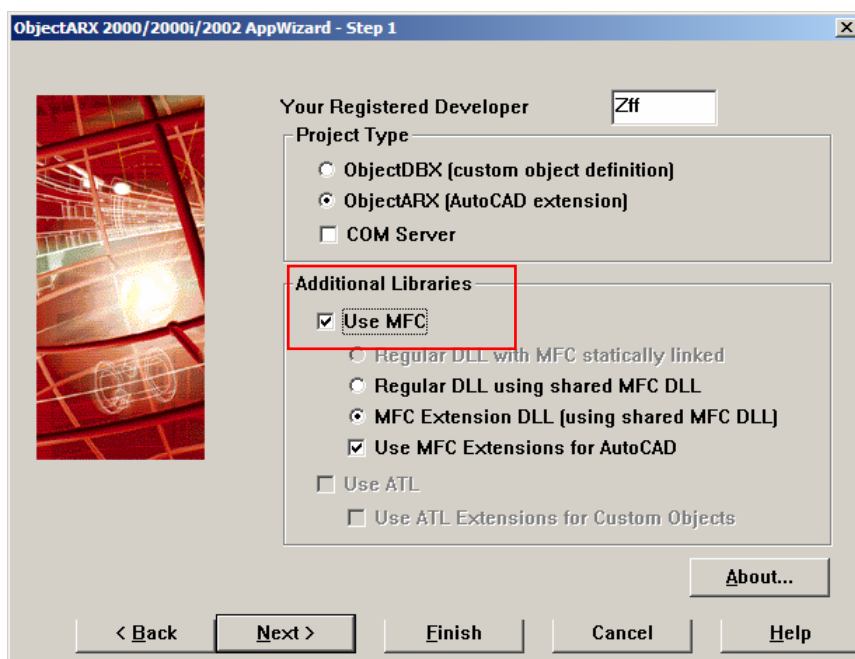 ObjectARX 2000/2000i/2002 AppWizard - Step 1
Your Registered Developer Zff
Project Type
ObjectDBX (custom object definition)
ObjectARX (AutoCAD extension)
COM Server
Additional Libraries
Use MFC
Regular DLL with MFC statically linked
Regular DLL using shared MFC DLL
MFC Extension DLL (using shared MFC DLL)
Use MFC Extensions for AutoCAD
Use ATL
Use ATL Extensions for Custom Objects
About...
< Back Next > Finish Cancel Help